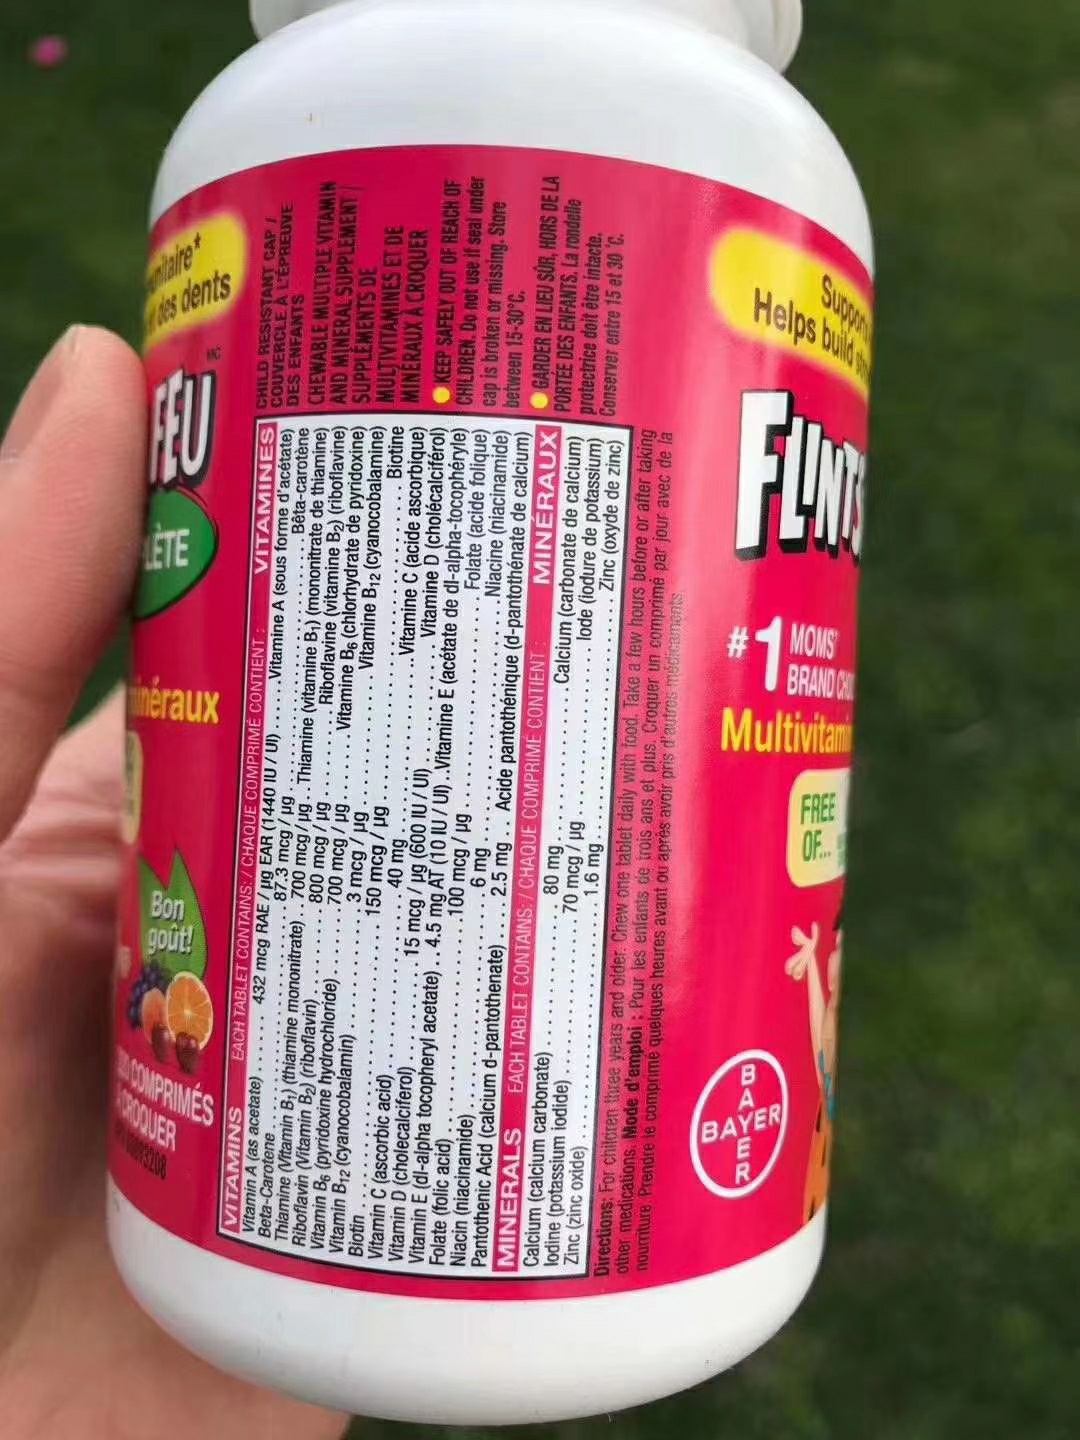 unitaire*
des dents
FEU
MC
LÈTE
minéraux
Bon
goût!
COMPRIMÉS
CROQUER
CHILD RESISTANT CAP /
COUVERCLE À L'ÉPREUVE
DES ENFANTS
CHEWABLE MULTIPLE VITAMIN
AND MINERAL SUPPLEMENT /
SUPPLÉMENTS DE
MULTIVITAMINES ET DE
MINÉRAUX À CROQUER
KEEP SAFELY OUT OF REACH OF
CHILDREN. Do not use if seal under
cap is broken or missing. Store
between 15-30°C.
GARDER EN LIEU SÛR, HORS DE LA
PORTÉE DES ENFANTS. La rondelle
protectrice doit être intacte.
Conserver entre 15 et 30 °C.
VITAMINS EACH TABLET CONTAINS: / CHAQUE COMPRIMÉ CONTIENT : VITAMINES
Vitamin A (as acetate) .... 432 mcg RAE / µg EAR (1440 IU / UI) .... Vitamine A (sous forme d'acétate)
Beta-Carotene .... 87.3 mcg / µg .... Bêta-carotène
Thiamine (Vitamin B1) (thiamine mononitrate) .. 700 mcg / µg .... Thiamine (vitamine B1) (mononitrate de thiamine)
Riboflavin (Vitamin B2) (riboflavin) .... 800 mcg / µg .... Riboflavine (vitamine B2) (riboflavine)
Vitamin B6 (pyridoxine hydrochloride) .... 700 mcg / µg .... Vitamine B6 (chlorhydrate de pyridoxine)
Vitamin B12 (cyanocobalamin) .... 3 mcg / µg .... Vitamine B12 (cyanocobalamine)
Biotin .... 150 mcg / µg .... Biotine
Vitamin C (ascorbic acid) .... 40 mg .... Vitamine C (acide ascorbique)
Vitamin D (cholecalciferol) .... 15 mcg / µg (600 IU / UI) .... Vitamine D (cholécalciférol)
Vitamin E (dl-alpha tocopheryl acetate) .. 4.5 mg AT (10 IU / UI) .. Vitamine E (acétate de dl-alpha-tocophéryle)
Folate (folic acid) .... 100 mcg / µg .... Folate (acide folique)
Niacin (niacinamide) .... 6 mg .... Niacine (niacinamide)
Pantothenic Acid (calcium d-pantothenate) .... 2.5 mg .... Acide pantothénique (d-pantothénate de calcium)
MINERALS EACH TABLET CONTAINS: / CHAQUE COMPRIMÉ CONTIENT : MINÉRAUX
Calcium (calcium carbonate) .... 80 mg .... Calcium (carbonate de calcium)
Iodine (potassium iodide) .... 70 mcg / µg .... Iode (iodure de potassium)
Zinc (zinc oxide) .... 1.6 mg .... Zinc (oxyde de zinc)
Directions: For children three years and older. Chew one tablet daily with food. Take a few hours before or after taking
other medications. Mode d'emploi : Pour les enfants de trois ans et plus. Croquer un comprimé par jour avec de la
nourriture. Prendre le comprimé quelques heures avant ou après avoir pris d'autres médicaments.
Support
Helps build
FLINTS
#1 MOMS'
BRAND
Multivitamin
FREE
OF...
BAYER
BAYER